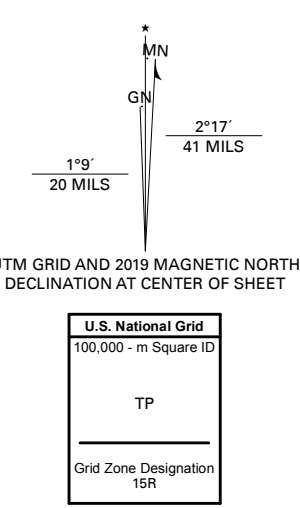 ★
MN
GN
2°17´
41 MILS
1°9´
20 MILS
UTM GRID AND 2019 MAGNETIC NORTH
DECLINATION AT CENTER OF SHEET
U.S. National Grid
100,000 - m Square ID
TP
Grid Zone Designation
15R